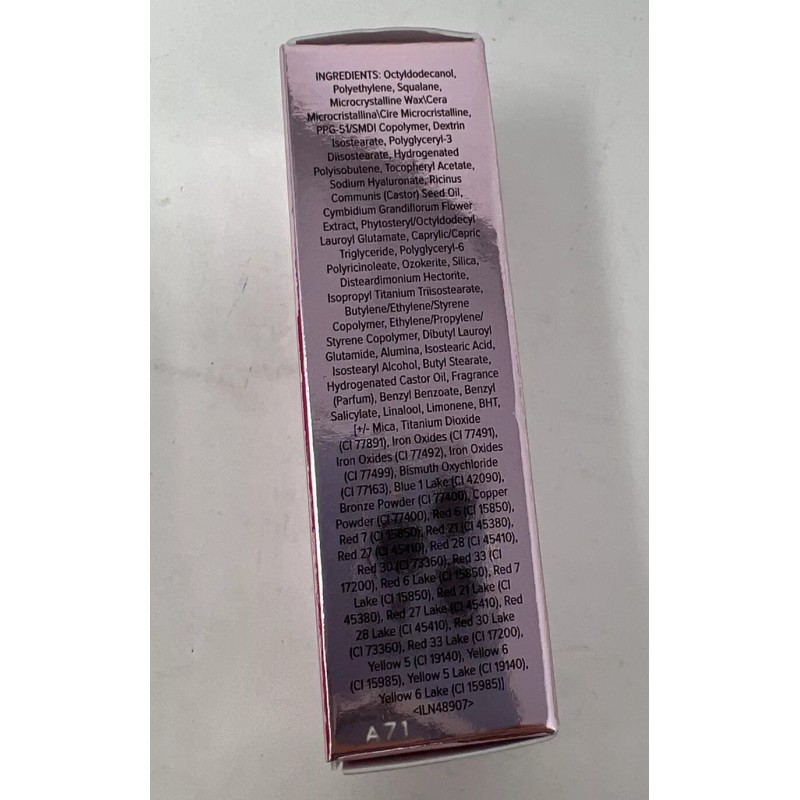 INGREDIENTS: Octyldodecanol,
Polyethylene, Squalane,
Microcrystalline Wax\Cera
Microcristallina\Cire Microcristalline,
PPG-51/SMDI Copolymer, Dextrin
Isostearate, Polyglyceryl-3
Diisostearate, Hydrogenated
Polyisobutene, Tocopheryl Acetate,
Sodium Hyaluronate, Ricinus
Communis (Castor) Seed Oil,
Cymbidium Grandiflorum Flower
Extract, Phytosteryl/Octyldodecyl
Lauroyl Glutamate, Caprylic/Capric
Triglyceride, Polyglyceryl-6
Polyricinoleate, Ozokerite, Silica,
Disteardimonium Hectorite,
Isopropyl Titanium Triisostearate,
Butylene/Ethylene/Styrene
Copolymer, Ethylene/Propylene/
Styrene Copolymer, Dibutyl Lauroyl
Glutamide, Alumina, Isostearic Acid,
Isostearyl Alcohol, Butyl Stearate,
Hydrogenated Castor Oil, Fragrance
(Parfum), Benzyl Benzoate, Benzyl
Salicylate, Linalool, Limonene, BHT,
[+/- Mica, Titanium Dioxide
(CI 77891), Iron Oxides (CI 77491),
Iron Oxides (CI 77492), Iron Oxides
(CI 77499), Bismuth Oxychloride
(CI 77163), Blue 1 Lake (CI 42090),
Bronze Powder (CI 77400), Copper
Powder (CI 77400), Red 6 (CI 15850),
Red 7 (CI 15850), Red 21 (CI 45380),
Red 27 (CI 45410), Red 28 (CI 45410),
Red 30 (CI 73360), Red 33 (CI
17200), Red 6 Lake (CI 15850), Red 7
Lake (CI 15850), Red 21 Lake (CI
45380), Red 27 Lake (CI 45410), Red
28 Lake (CI 45410), Red 30 Lake
(CI 73360), Red 33 Lake (CI 17200),
Yellow 5 (CI 19140), Yellow 6
(CI 15985), Yellow 5 Lake (CI 19140),
Yellow 6 Lake (CI 15985)]
<ILN48907>
A71